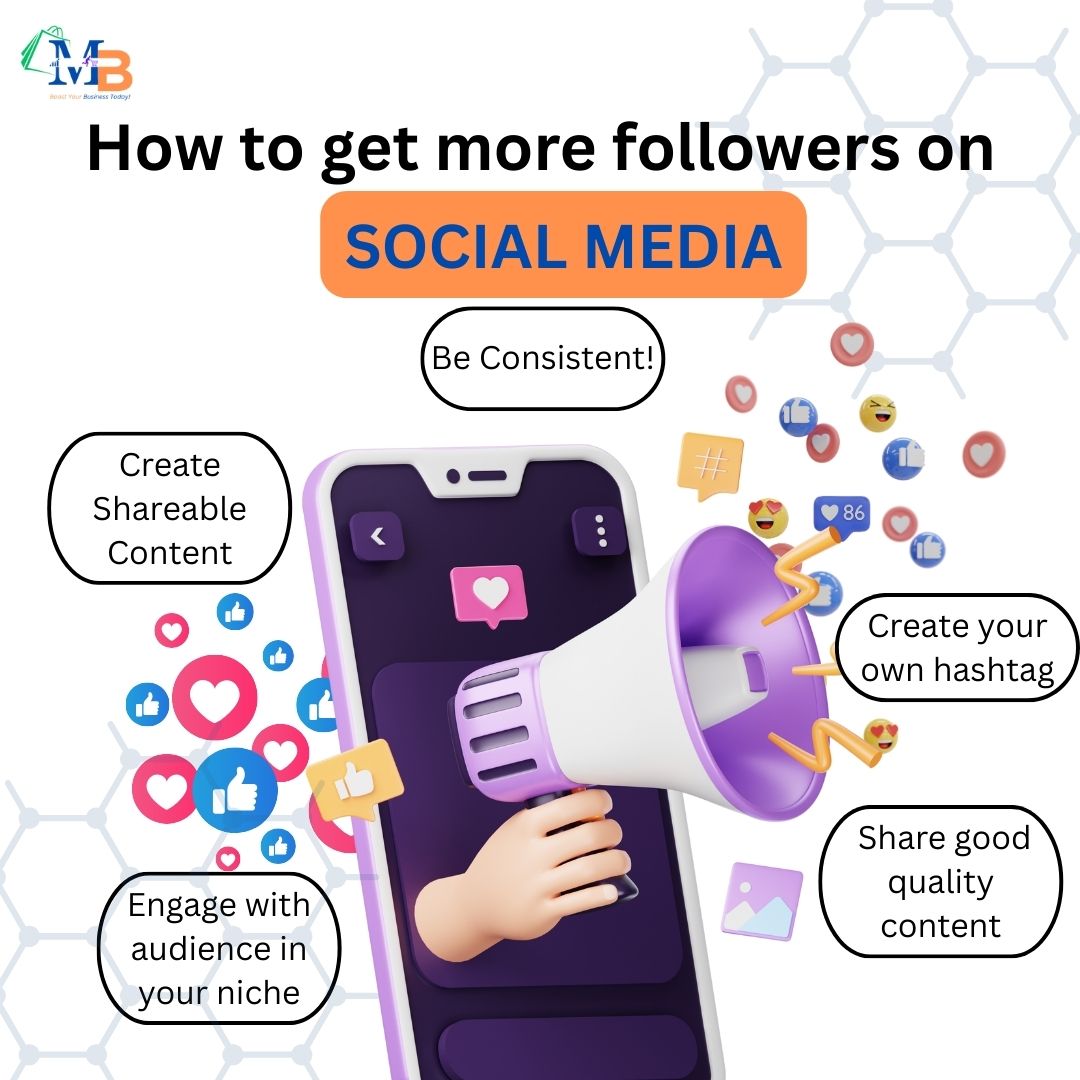 MB
Boost Your Business Today!
How to get more followers on
SOCIAL MEDIA
Be Consistent!
Create
Shareable
Content
86
Create your
own hashtag
Share good
quality
content
Engage with
audience in
your niche